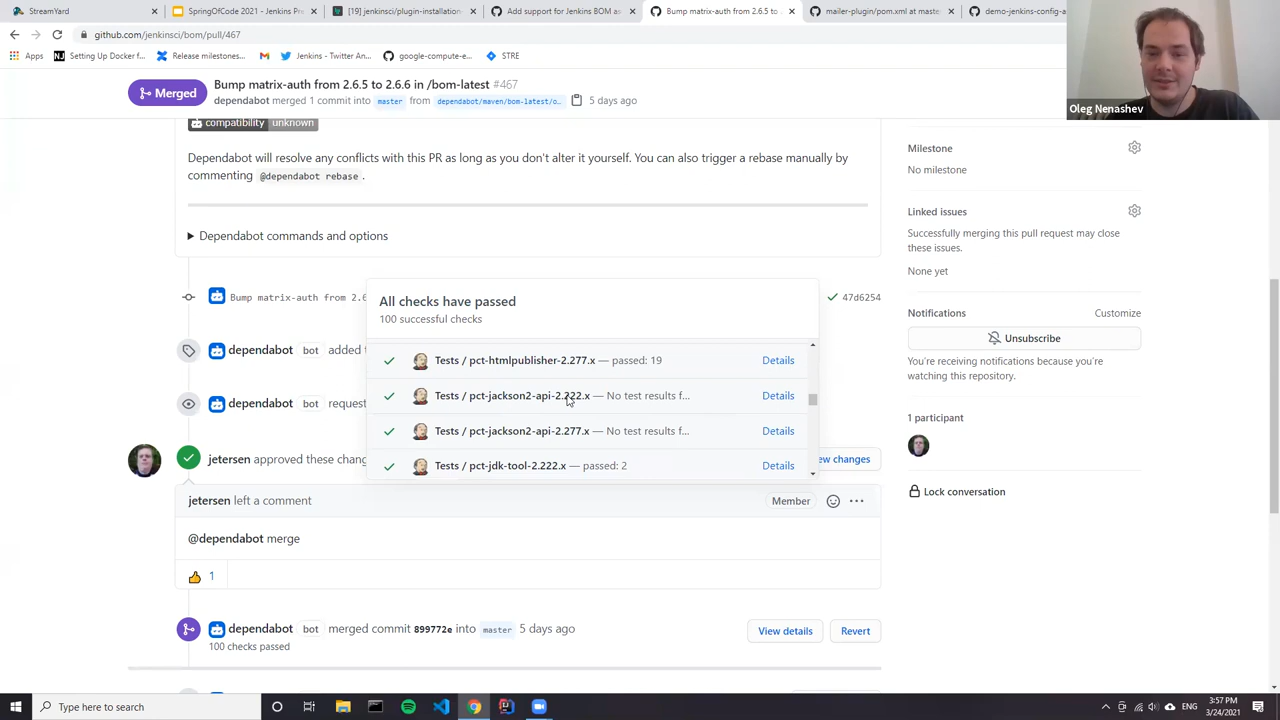 StreamYard
SpringOfCode 2021 - Spring Pr
[19] jenkinsci/plugin-installation
Add support for Jenkins BOM as
Bump matrix-auth from 2.6.5 to
mailer-plugin/pom.xml at maste
demo-jenkins-config-a
github.com/jenkinsci/bom/pull/467
Apps
Setting Up Docker f...
Release milestones...
Jenkins - Twitter An...
google-compute-e...
STRE
Oleg Nenashev
Merged
Bump matrix-auth from 2.6.5 to 2.6.6 in /bom-latest #467
dependabot merged 1 commit into master from dependabot/maven/bom-latest/o… 5 days ago
compatibility unknown
Dependabot will resolve any conflicts with this PR as long as you don't alter it yourself. You can also trigger a rebase manually by
commenting @dependabot rebase .
Dependabot commands and options
Bump matrix-auth from 2.6
47d6254
dependabot bot added
dependabot bot request
jetersen approved these chang
ew changes
All checks have passed
100 successful checks
Tests / pct-htmlpublisher-2.277.x — passed: 19 Details
Tests / pct-jackson2-api-2.222.x — No test results f... Details
Tests / pct-jackson2-api-2.277.x — No test results f... Details
Tests / pct-jdk-tool-2.222.x — passed: 2 Details
jetersen left a comment
Member
@dependabot merge
1
dependabot bot merged commit 899772e into master 5 days ago
100 checks passed
View details
Revert
Milestone
No milestone
Linked issues
Successfully merging this pull request may close
these issues.
None yet
Notifications
Customize
Unsubscribe
You're receiving notifications because you're
watching this repository.
1 participant
Lock conversation
Type here to search
ENG
3:57 PM
3/24/2021